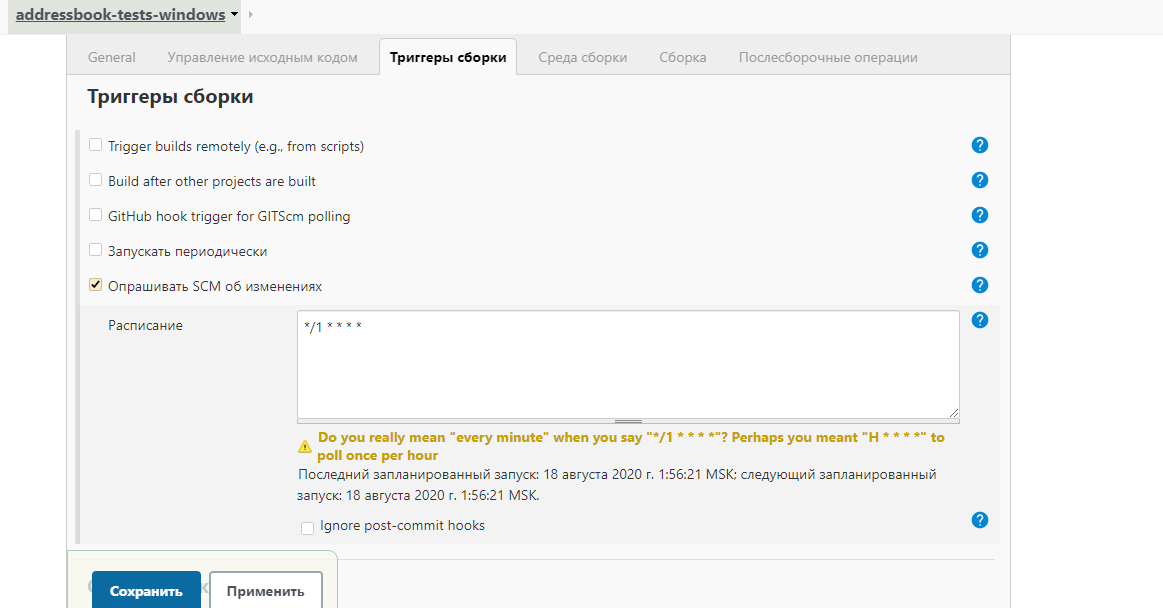 addressbook-tests-windows
General Управление исходным кодом Триггеры сборки Среда сборки Сборка Послесборочные операции
Триггеры сборки
Trigger builds remotely (e.g., from scripts)
Build after other projects are built
GitHub hook trigger for GITScm polling
Запускать периодически
Опрашивать SCM об изменениях
Расписание
*/1 * * * *
Do you really mean "every minute" when you say "*/1 * * * *"? Perhaps you meant "H * * * *" to
poll once per hour
Последний запланированный запуск: 18 августа 2020 г. 1:56:21 MSK; следующий запланированный
запуск: 18 августа 2020 г. 1:56:21 MSK.
Ignore post-commit hooks
Сохранить Применить